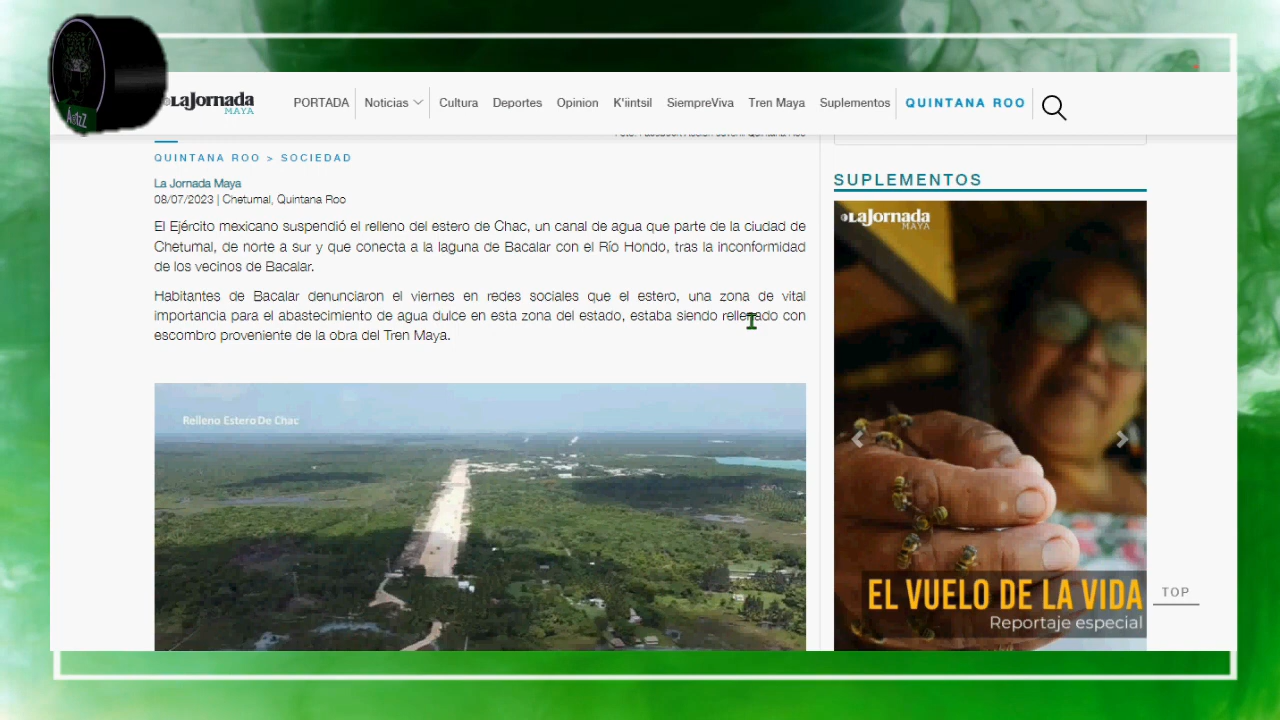 LaJornada
MAYA
PORTADA Noticias Cultura Deportes Opinion K'iintsil SiempreViva Tren Maya Suplementos QUINTANA ROO
QUINTANA ROO > SOCIEDAD
La Jornada Maya
08/07/2023 | Chetumal, Quintana Roo
El Ejército mexicano suspendió el relleno del estero de Chac, un canal de agua que parte de la ciudad de
Chetumal, de norte a sur y que conecta a la laguna de Bacalar con el Río Hondo, tras la inconformidad
de los vecinos de Bacalar.
Habitantes de Bacalar denunciaron el viernes en redes sociales que el estero, una zona de vital
importancia para el abastecimiento de agua dulce en esta zona del estado, estaba siendo rellenado con
escombro proveniente de la obra del Tren Maya.
Relleno Estero De Chac
SUPLEMENTOS
LaJornada
MAYA
EL VUELO DE LA VIDA
Reportaje especial
TOP